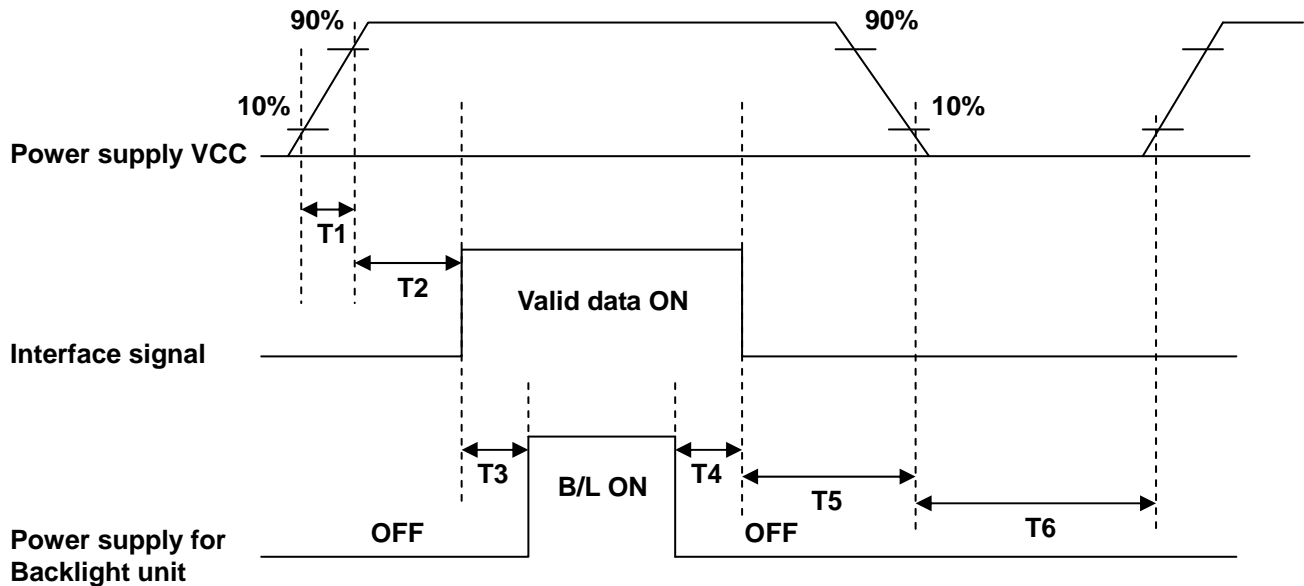 90%
90%
10%
10%
Power supply VCC
T1
T2
Valid data ON
Interface signal
T3
T4
B/L ON
T5
T6
OFF
OFF
Power supply for
Backlight unit